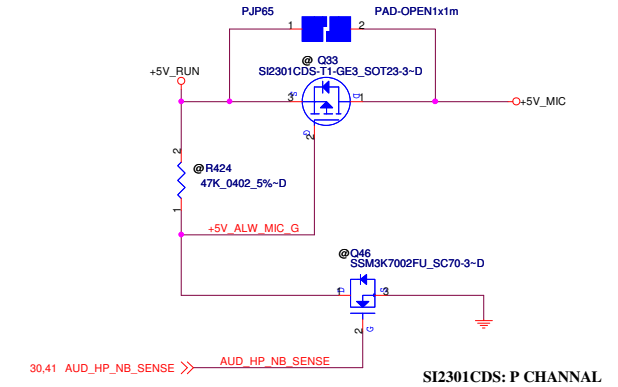 PJP65 PAD-OPEN1x1m
1 2
@ Q33
SI2301CDS-T1-GE3_SOT23-3~D
+5V_RUN
3 S D 1
+5V_MIC
G
2
2
@R424
47K_0402_5%~D
1
+5V_ALW_MIC_G
@Q46
SSM3K7002FU_SC70-3~D
1 D S 3
2 G
30,41 AUD_HP_NB_SENSE AUD_HP_NB_SENSE
SI2301CDS: P CHANNAL